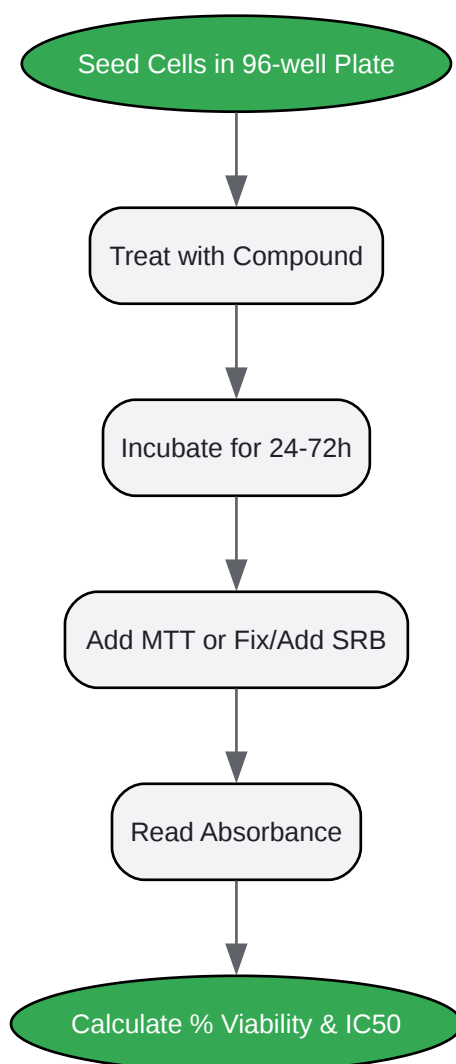 Seed Cells in 96-well Plate
Treat with Compound
Incubate for 24-72h
Add MTT or Fix/Add SRB
Read Absorbance
Calculate % Viability & IC50